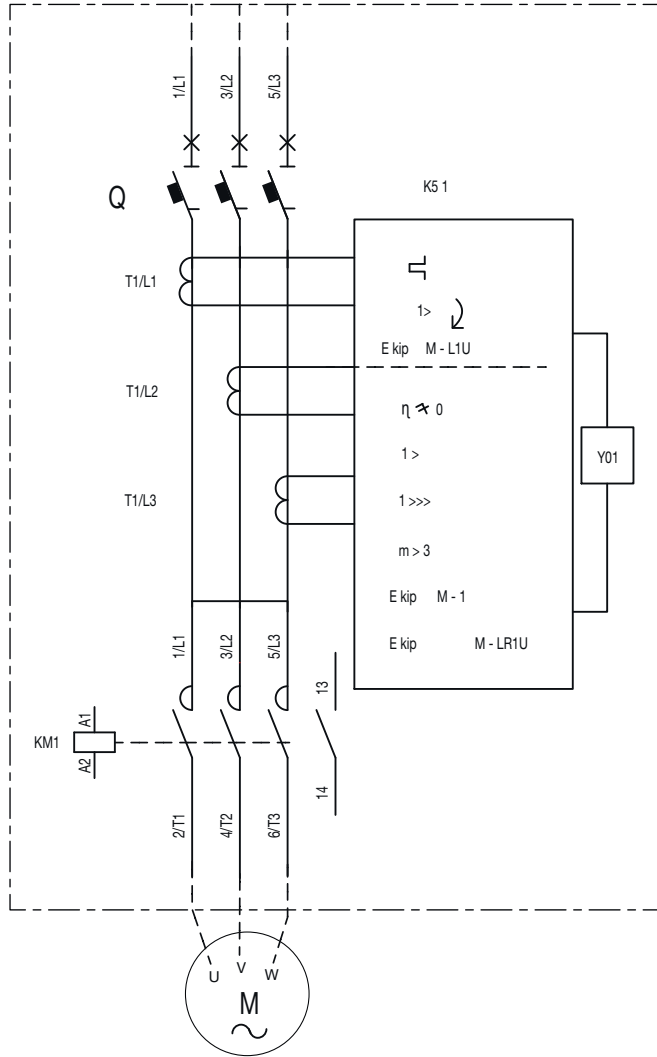 1/L1
3/L2
5/L3
Q
K5 1
T1/L1
1>
E kip M - L1U
T1/L2
η ≯ 0
1 >
Y01
T1/L3
1 >>>
m > 3
E kip M - 1
E kip M - LR1U
1/L1
3/L2
5/L3
13
KM1
A1
A2
14
2/T1
4/T2
6/T3
U V W
M